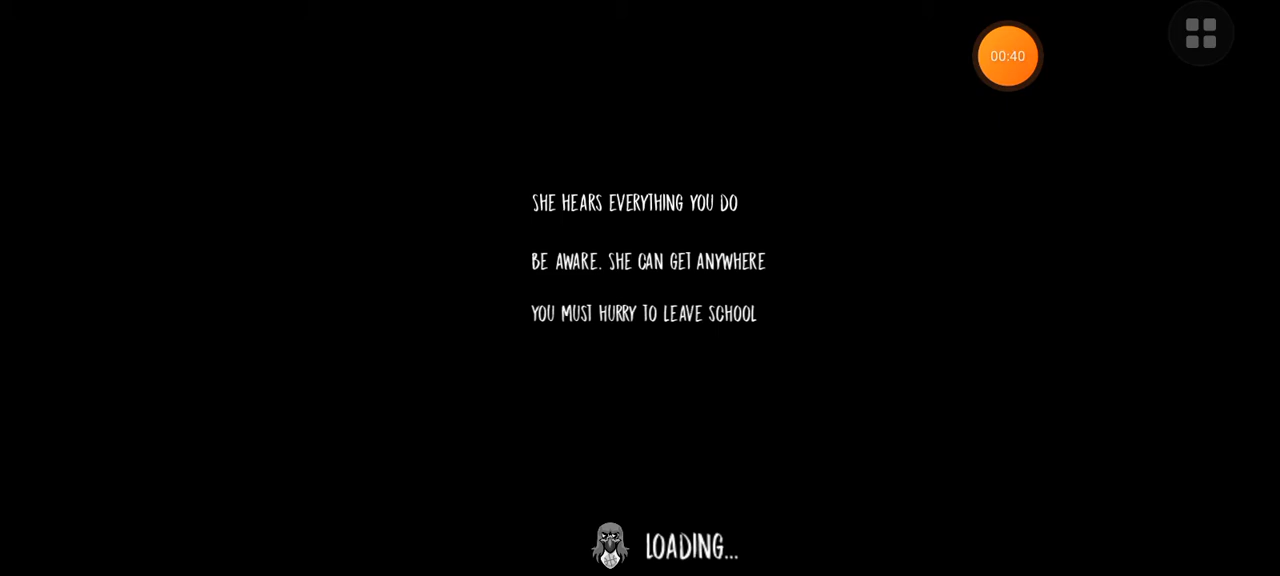 00:40
SHE HEARS EVERYTHING YOU DO
BE AWARE. SHE CAN GET ANYWHERE
YOU MUST HURRY TO LEAVE SCHOOL
LOADING...